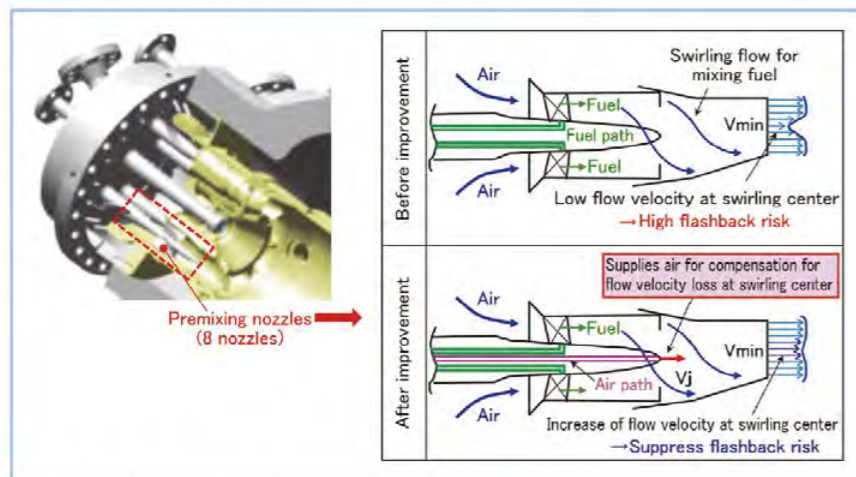 Premixing nozzles
(8 nozzles)
Before improvement
Air
Air
Fuel
Fuel path
Fuel
Swirling flow for
mixing fuel
Vmin
Low flow velocity at swirling center
→High flashback risk
After improvement
Supplies air for compensation for
flow velocity loss at swirling center
Air
Air
Fuel
Air path
Vj
Vmin
Increase of flow velocity at swirling center
→Suppress flashback risk